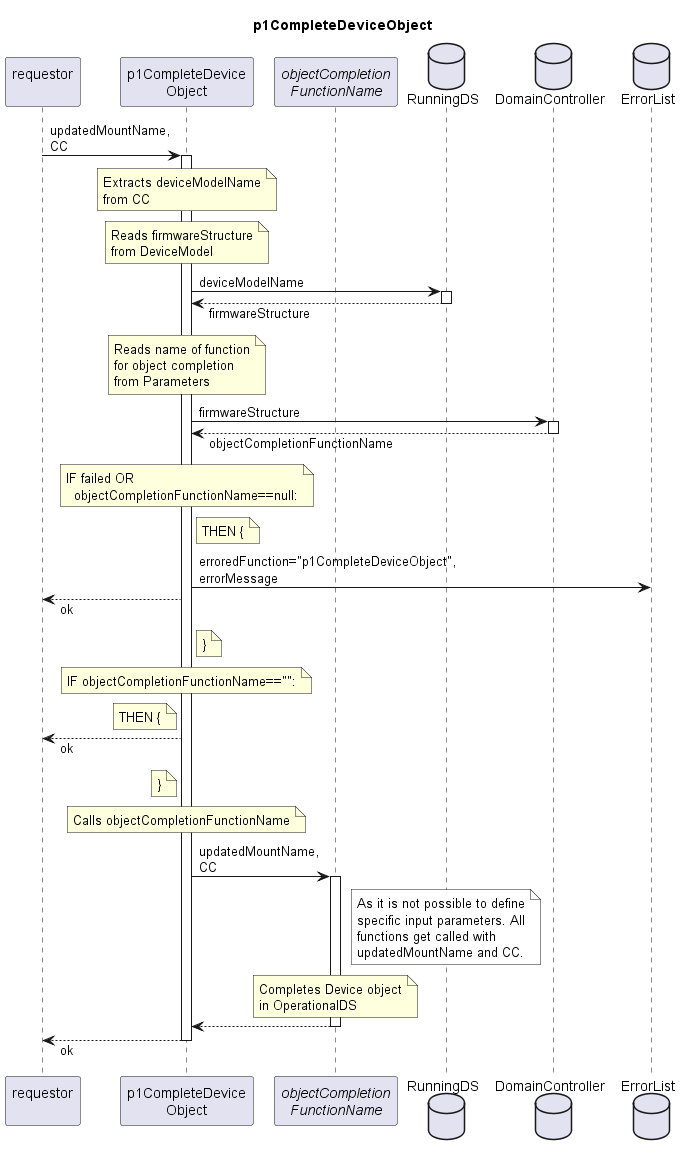 p1CompleteDeviceObject
requestor
p1CompleteDevice
Object
objectCompletion
FunctionName
RunningDS
DomainController
ErrorList
updatedMountName,
CC
Extracts deviceModelName
from CC
Reads firmwareStructure
from DeviceModel
deviceModelName
firmwareStructure
Reads name of function
for object completion
from Parameters
firmwareStructure
objectCompletionFunctionName
IF failed OR
objectCompletionFunctionName==null:
THEN {
erroredFunction="p1CompleteDeviceObject",
errorMessage
ok
}
IF objectCompletionFunctionName=="":
THEN {
ok
}
Calls objectCompletionFunctionName
updatedMountName,
CC
As it is not possible to define
specific input parameters. All
functions get called with
updatedMountName and CC.
Completes Device object
in OperationalDS
ok
requestor
p1CompleteDevice
Object
objectCompletion
FunctionName
RunningDS
DomainController
ErrorList